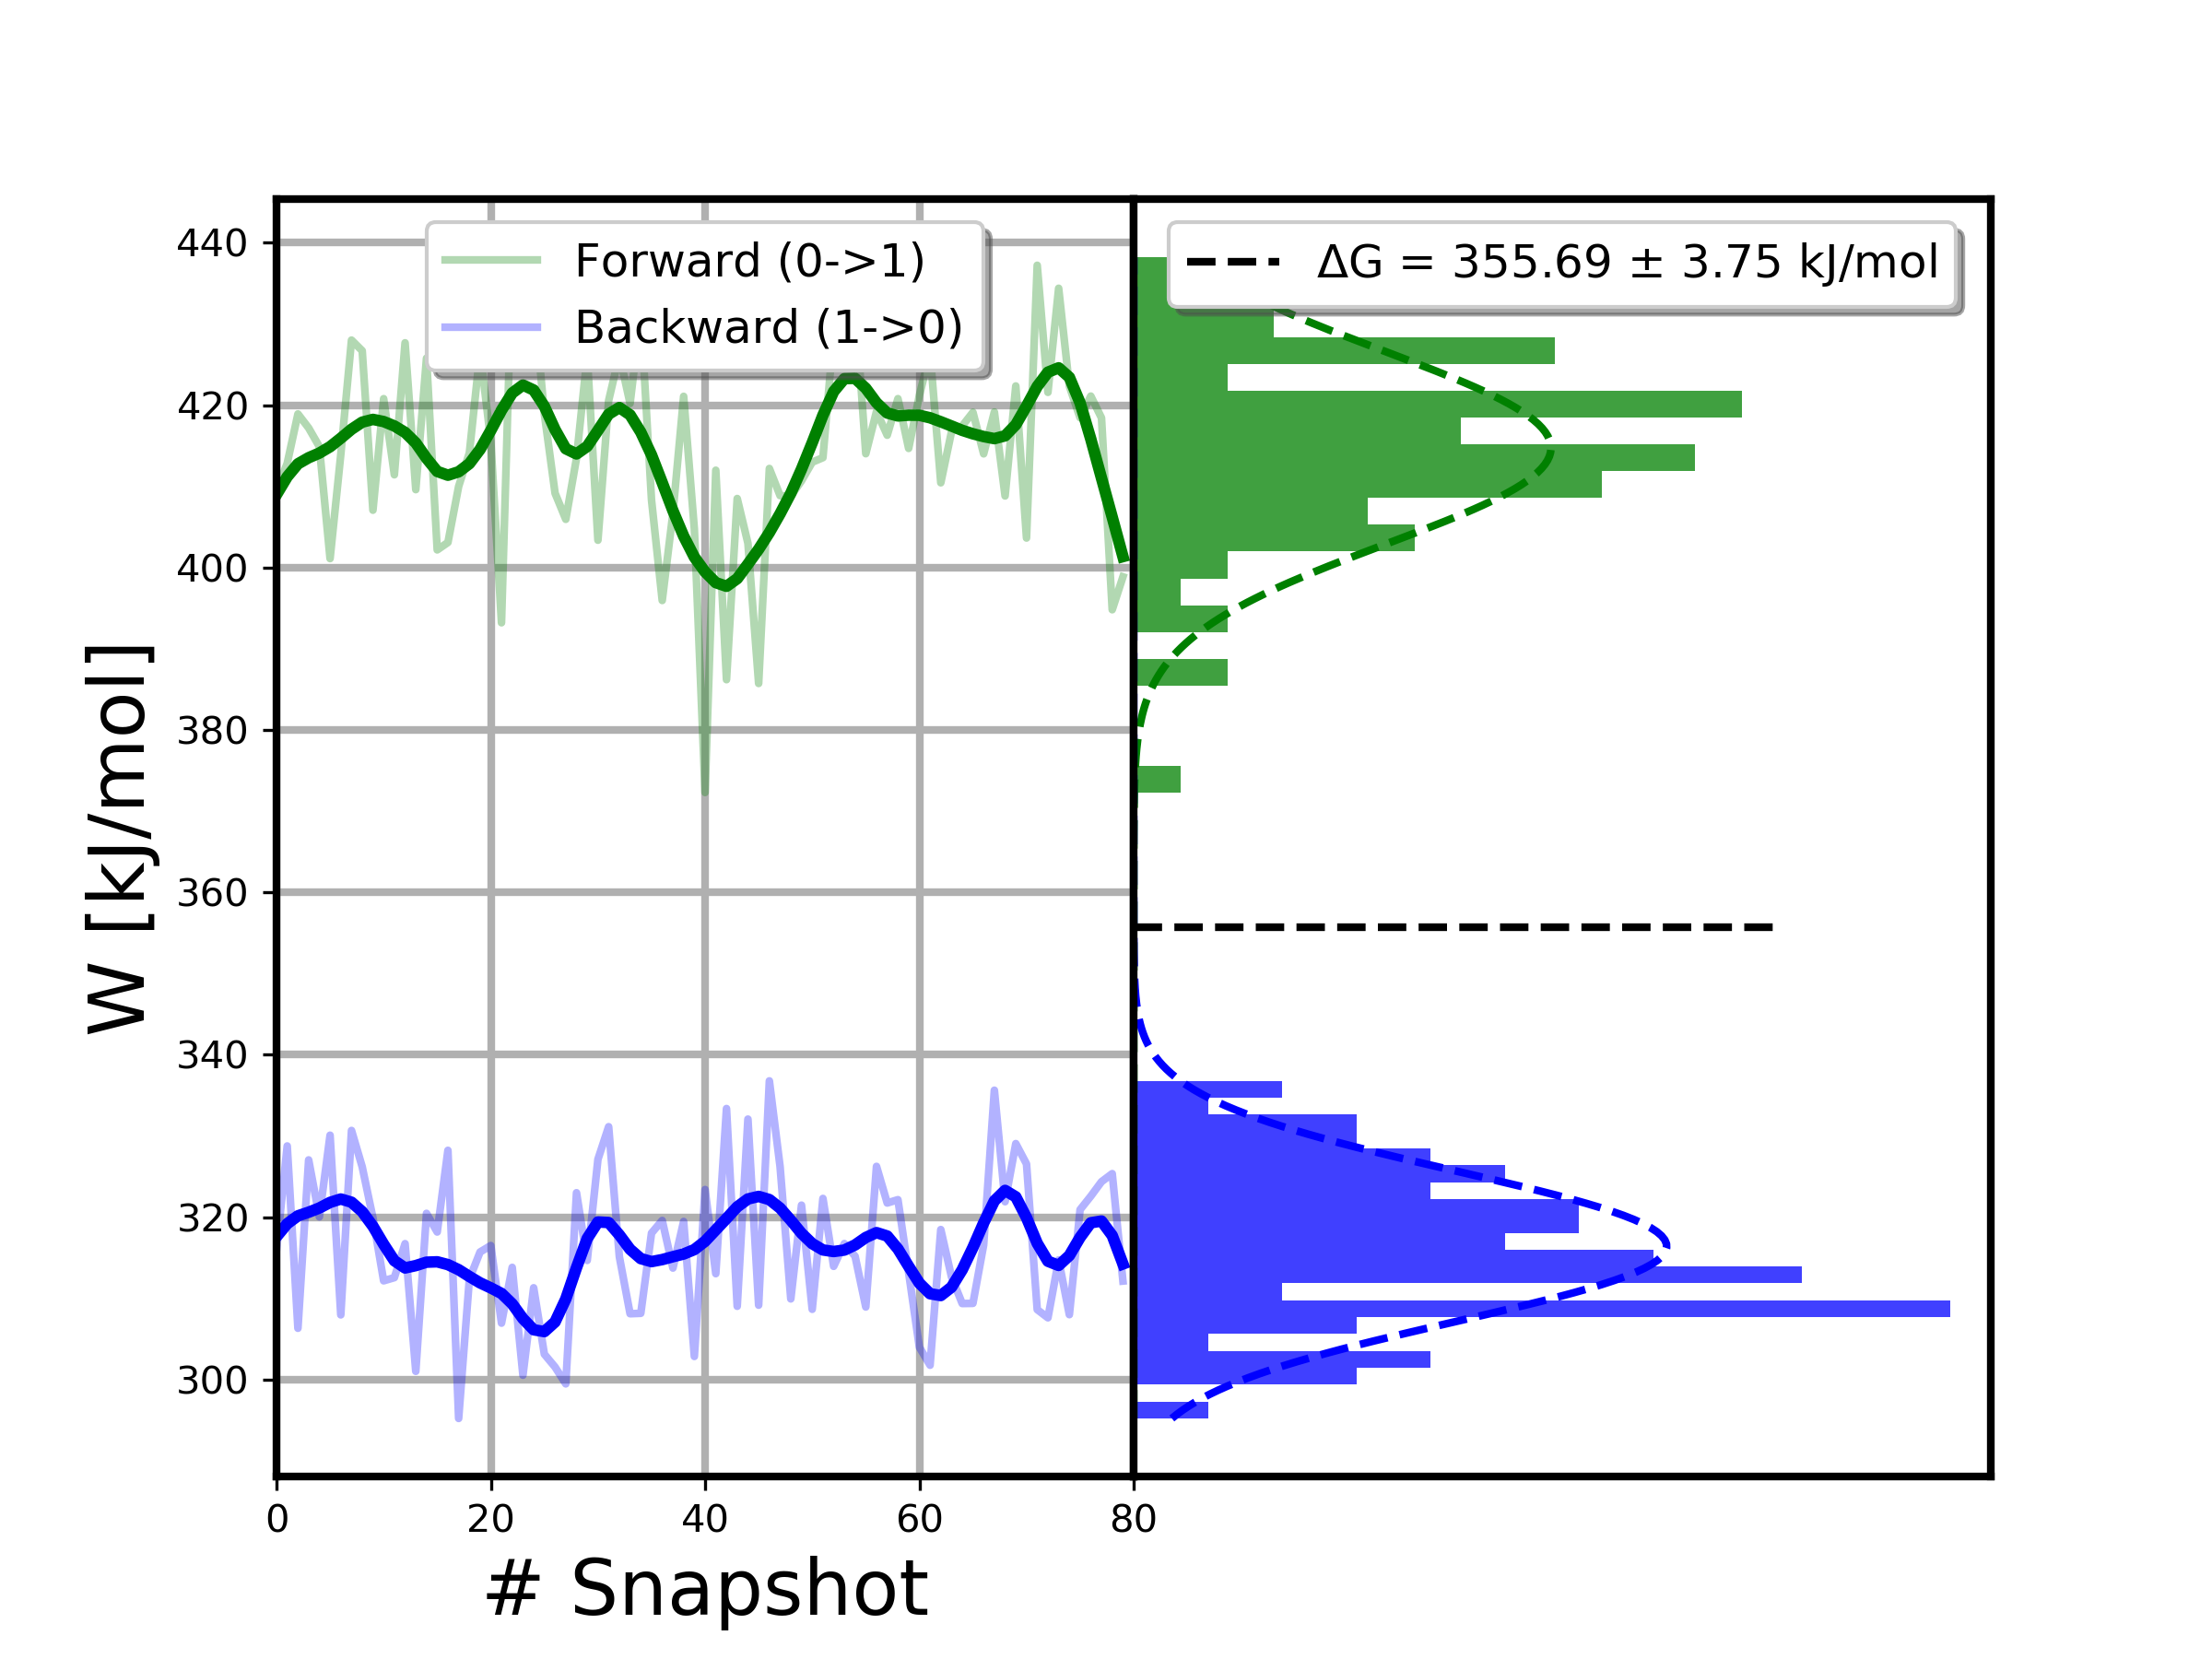 Forward (0->1)
Backward (1->0)
ΔG = 355.69 ± 3.75 kJ/mol
W [kJ/mol]
440
420
400
380
360
340
320
300
0 20 40 60 80
# Snapshot